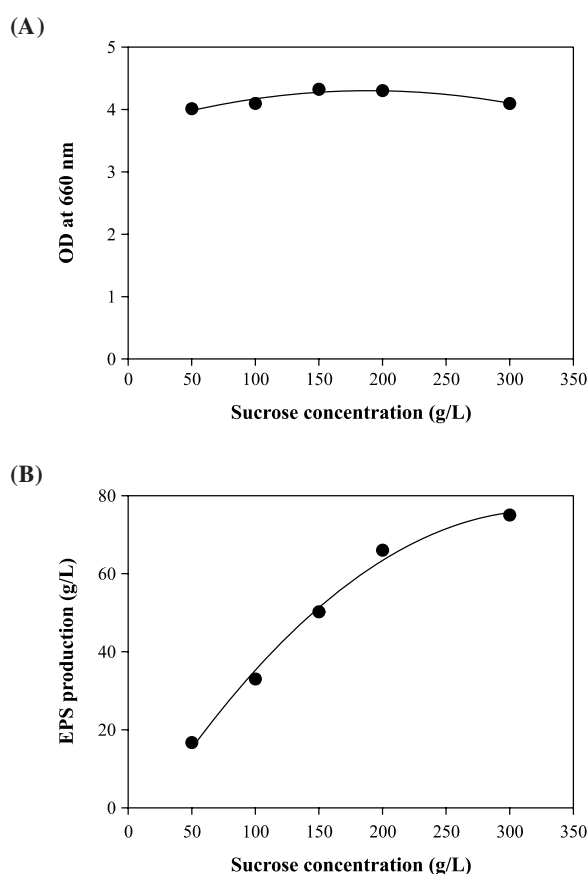 (A)
5
4
3
2
1
0
OD at 660 nm
0 50 100 150 200 250 300 350
Sucrose concentration (g/L)
(B)
80
60
40
20
0
EPS production (g/L)
0 50 100 150 200 250 300 350
Sucrose concentration (g/L)